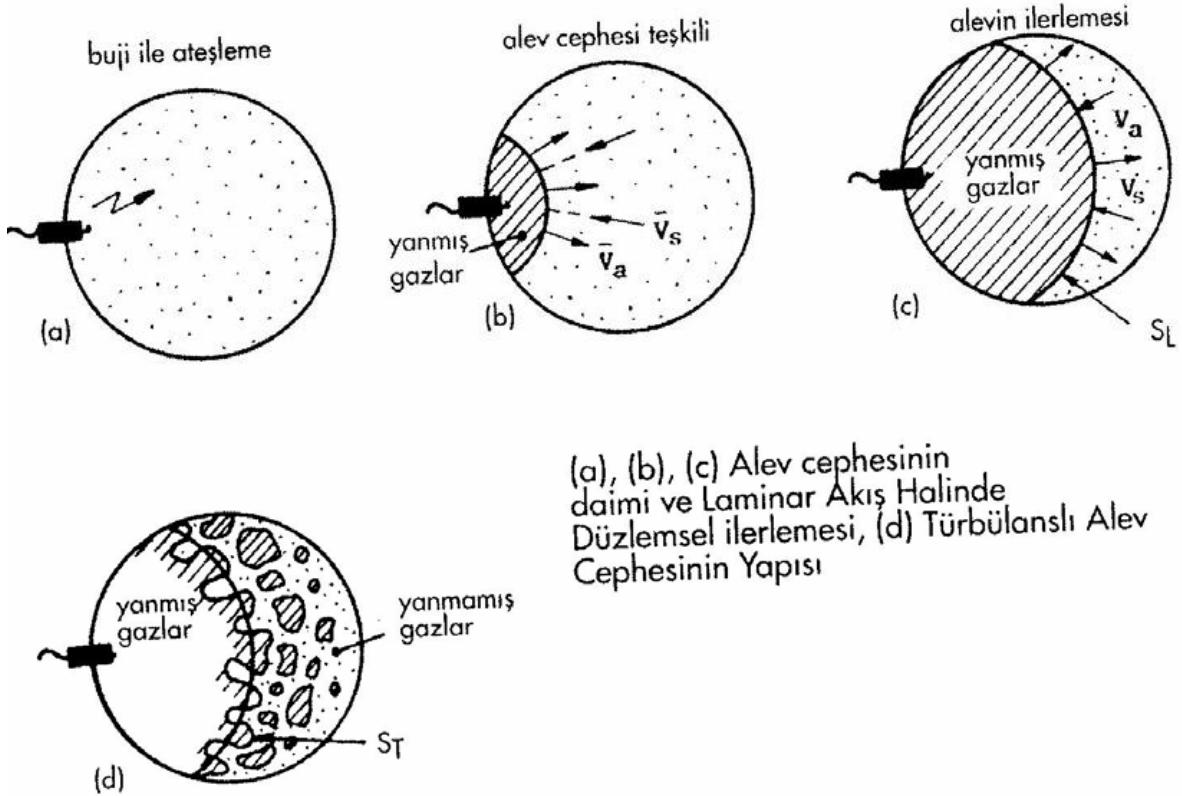 buji ile ateşleme
(a)
alev cephesi teşkili
yanmış
gazlar
V̄s
V̄a
(b)
alevin ilerlemesi
yanmış
gazlar
Va
Vs
(c)
SL
yanmış
gazlar
yanmamış
gazlar
ST
(d)
(a), (b), (c) Alev cephesinin
daimi ve Laminar Akış Halinde
Düzlemsel ilerlemesi, (d) Türbülanslı Alev
Cephesinin Yapısı